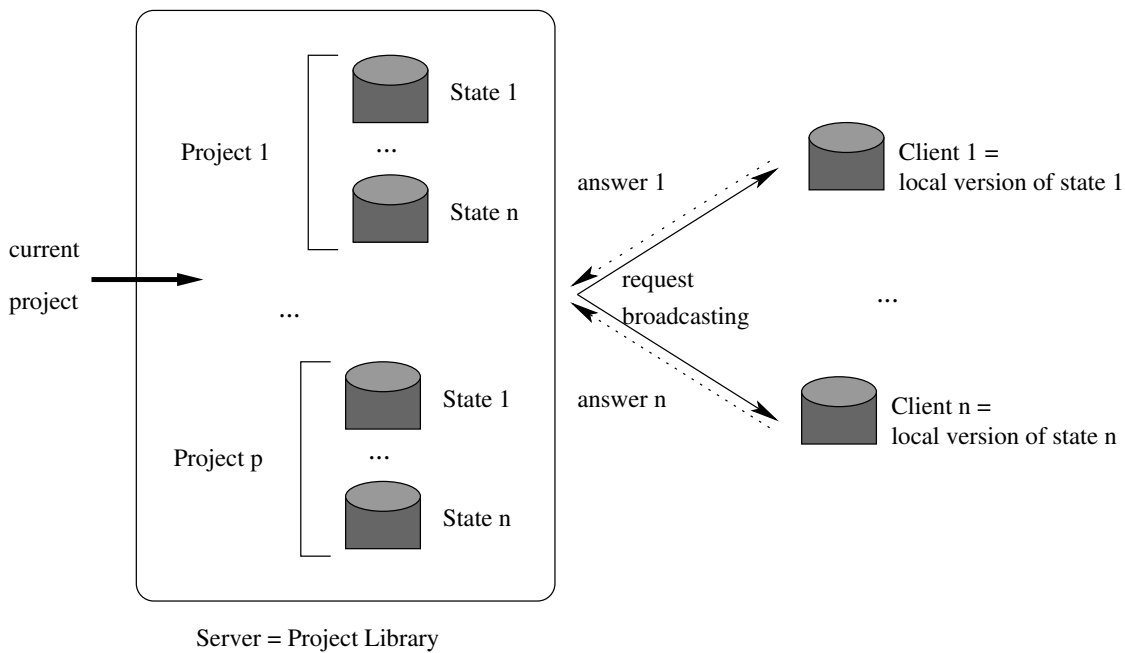 State 1
Project 1
...
State n
current
project
...
State 1
Project p
...
State n
Server = Project Library
answer 1
request
broadcasting
answer n
Client 1 =
local version of state 1
...
Client n =
local version of state n